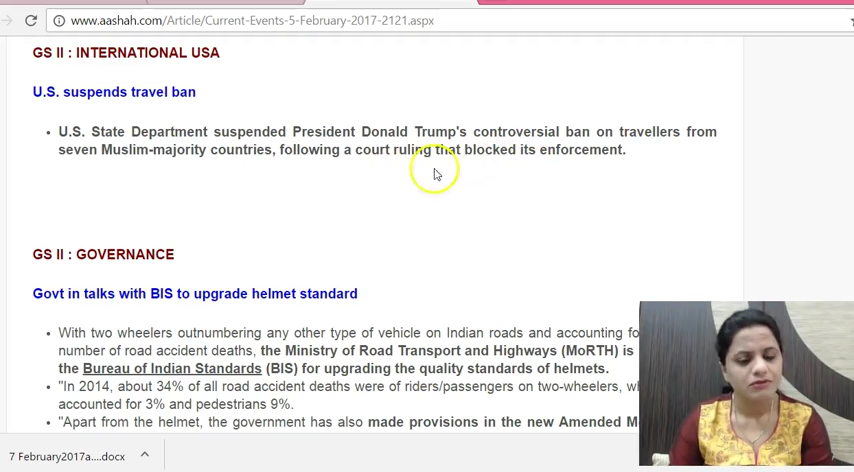 www.aashah.com/Article/Current-Events-5-February-2017-2121.aspx
GS II : INTERNATIONAL USA
U.S. suspends travel ban
• U.S. State Department suspended President Donald Trump's controversial ban on travellers from
seven Muslim-majority countries, following a court ruling that blocked its enforcement.
GS II : GOVERNANCE
Govt in talks with BIS to upgrade helmet standard
• With two wheelers outnumbering any other type of vehicle on Indian roads and accounting
number of road accident deaths, the Ministry of Road Transport and Highways (MoRTH) is
the Bureau of Indian Standards (BIS) for upgrading the quality standards of helmets.
• "In 2014, about 34% of all road accident deaths were of riders/passengers on two-wheelers,
accounted for 3% and pedestrians 9%.
• "Apart from the helmet, the government has also made provisions in the new Amended
7 February2017a....docx